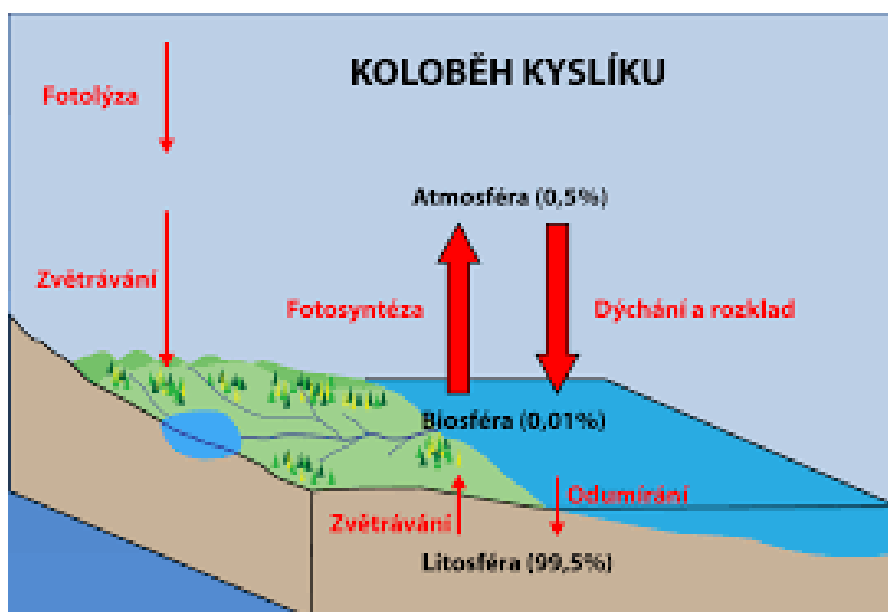 KOLOBĚH KYSLÍKU
Fotolýza
Atmosféra (0,5%)
Zvětrávání
Fotosyntéza
Dýchání a rozklad
Biosféra (0,01%)
Odumírání
Zvětrávání
Litosféra (99,5%)